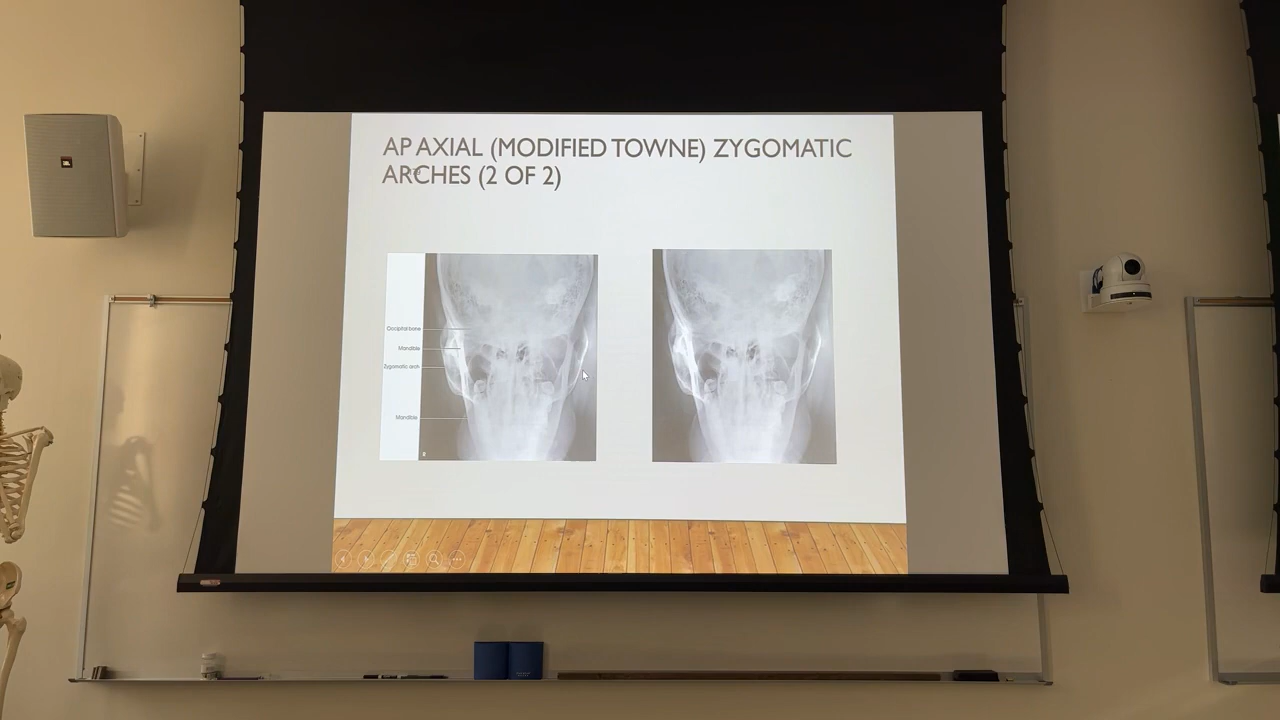 AP AXIAL (MODIFIED TOWNE) ZYGOMATIC
ARCHES (2 OF 2)
Occipital bone
Mandible
Zygomatic arch
Mandible